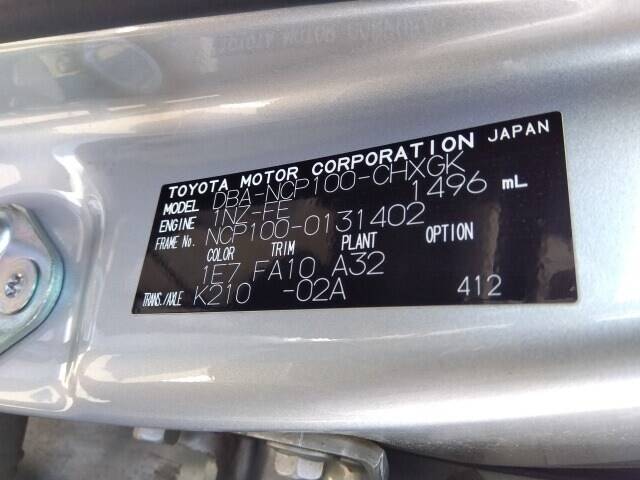 TOYOTA MOTOR CORPORATION JAPAN
MODEL DBA-NCP100-CHXGK
ENGINE 1NZ-FE 1496 mL
FRAME No. NCP100-0131402
COLOR TRIM PLANT OPTION
1E7 FA10 A32
TRANS./AXLE K210 -02A 412